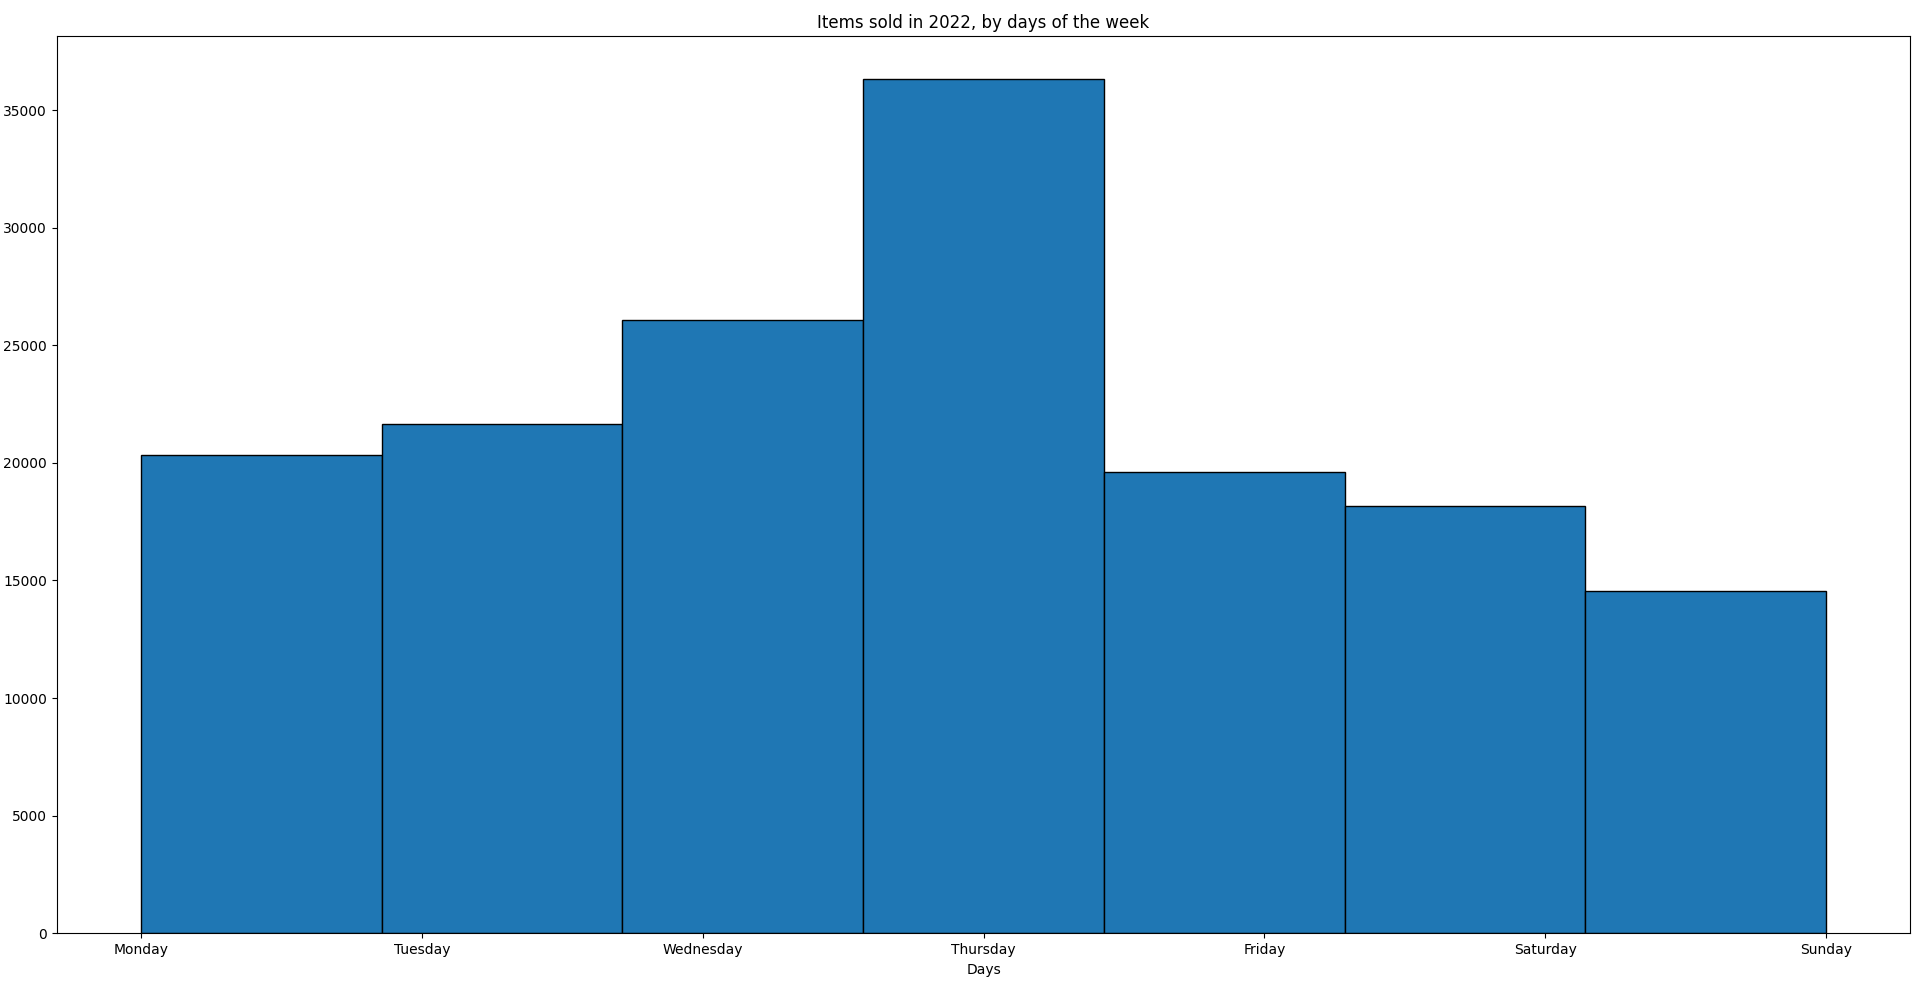 Items sold in 2022, by days of the week
35000
30000
25000
20000
15000
10000
5000
0
Monday Tuesday Wednesday Thursday Friday Saturday Sunday
Days